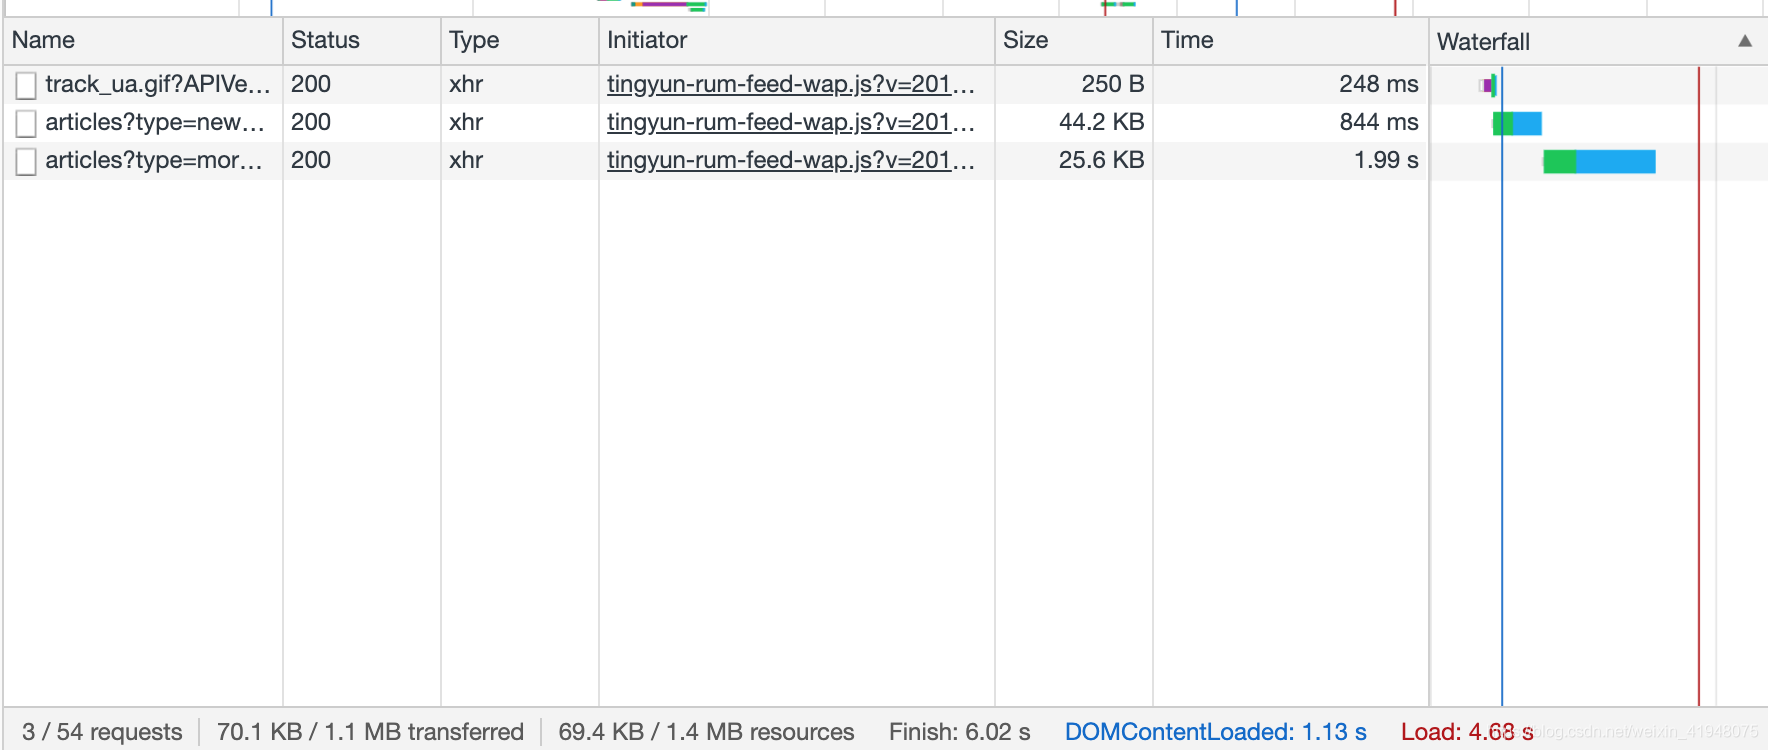 Name Status Type Initiator Size Time Waterfall ▲
track_ua.gif?APIVe… 200 xhr tingyun-rum-feed-wap.js?v=201… 250 B 248 ms
articles?type=new… 200 xhr tingyun-rum-feed-wap.js?v=201… 44.2 KB 844 ms
articles?type=mor… 200 xhr tingyun-rum-feed-wap.js?v=201… 25.6 KB 1.99 s
3 / 54 requests 70.1 KB / 1.1 MB transferred 69.4 KB / 1.4 MB resources Finish: 6.02 s DOMContentLoaded: 1.13 s Load: 4.68 s
blog.csdn.net/weixin_41948075